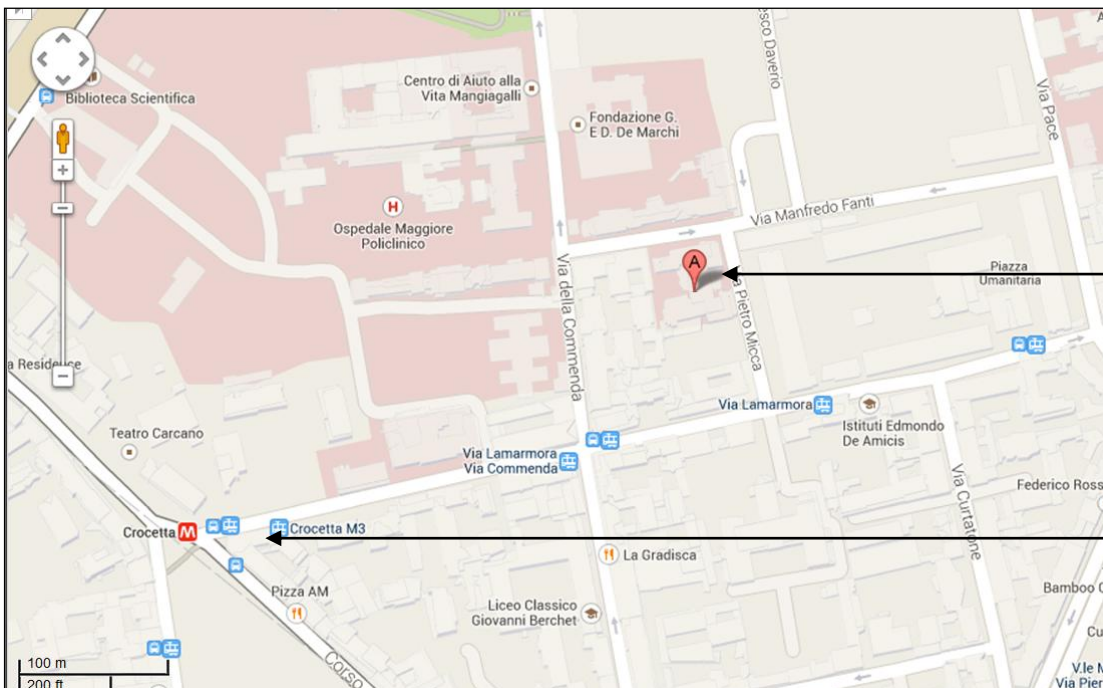 Biblioteca Scientifica
Centro di Aiuto alla
Vita Mangiagalli
Fondazione G.
E D. De Marchi
esco Daverio
Via Pace
H
Ospedale Maggiore
Policlinico
Via Manfredo Fanti
A
Piazza
Umanitaria
Via della Commenda
a Pietro Micca
a Residence
Teatro Carcano
Via Lamarmora
Istituti Edmondo
De Amicis
Via Lamarmora
Via Commenda
Via Curtatone
Federico Ross
Crocetta M
Crocetta M3
La Gradisca
Pizza AM
Liceo Classico
Giovanni Berchet
Bamboo
Cu
Corso
V.le M
Via Pier
100 m
200 ft